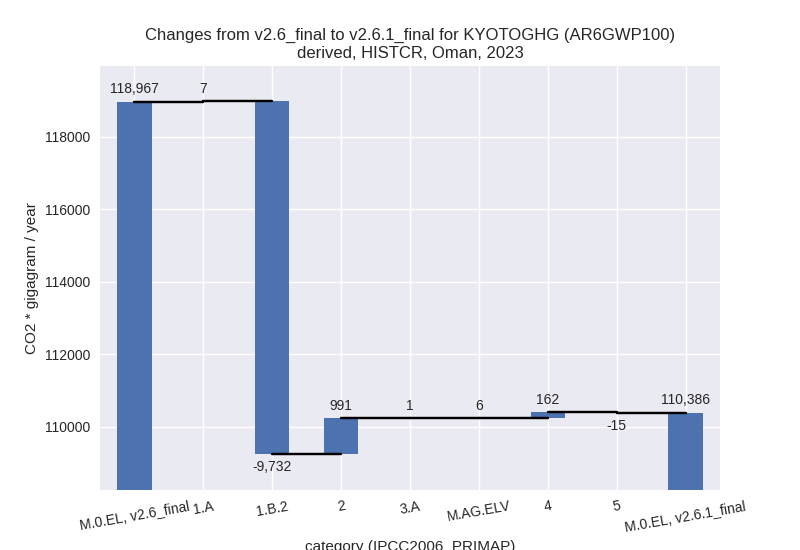 Changes from v2.6_final to v2.6.1_final for KYOTOGHG (AR6GWP100)
derived, HISTCR, Oman, 2023
118,967
7
-9,732
991
1
6
162
-15
110,386
118000
116000
114000
112000
110000
CO2 * gigagram / year
M.0.EL, v2.6_final
1.A
1.B.2
2
3.A
M.AG.ELV
4
5
M.0.EL, v2.6.1_final
category (IPCC2006_PRIMAP)